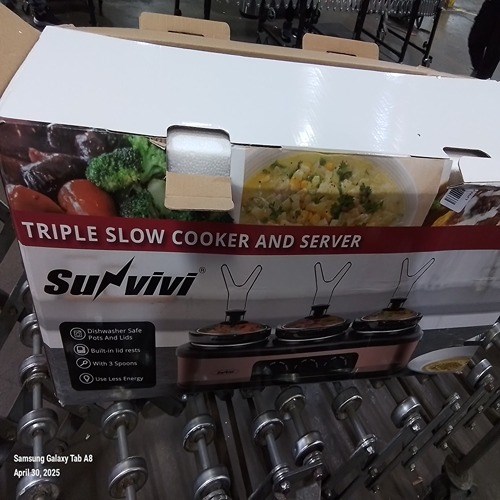 TRIPLE SLOW COOKER AND SERVER
Sunvivi®
Dishwasher Safe
Pots And Lids
Built-in lid rests
With 3 Spoons
Use Less Energy
Sunvivi
Samsung Galaxy Tab A8
April 30, 2025